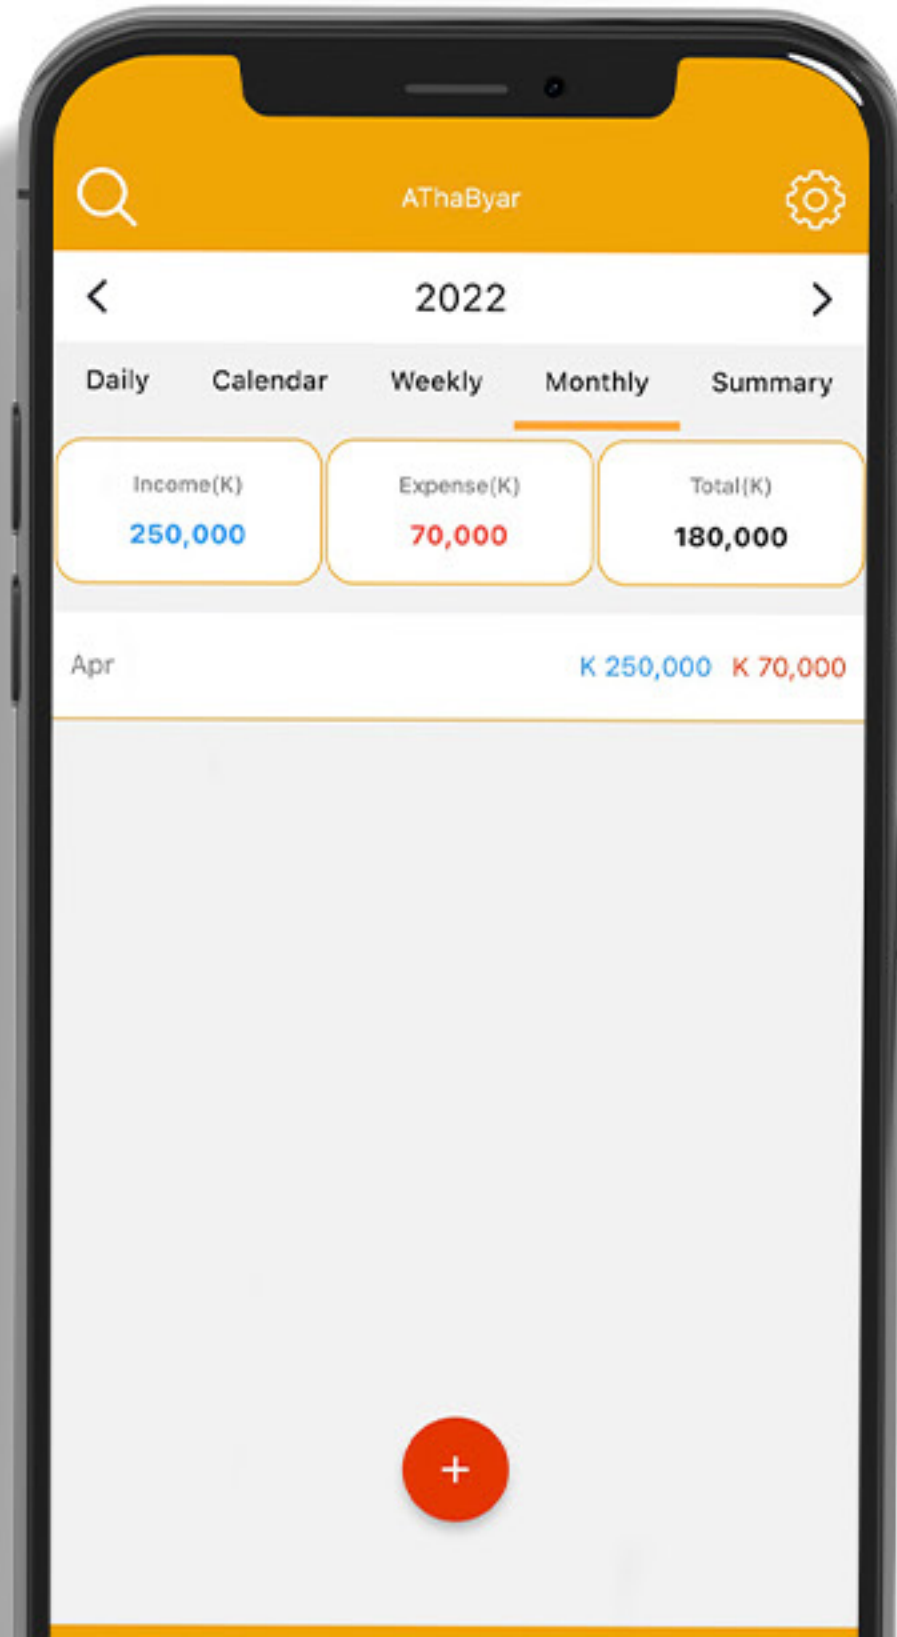 AThaByar
2022
Daily Calendar Weekly Monthly Summary
Income(K) Expense(K) Total(K)
250,000 70,000 180,000
Apr K 250,000 K 70,000
+